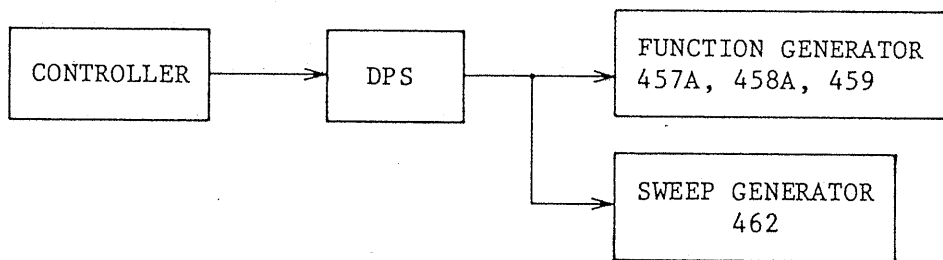 CONTROLLER
DPS
FUNCTION GENERATOR
457A, 458A, 459
SWEEP GENERATOR
462